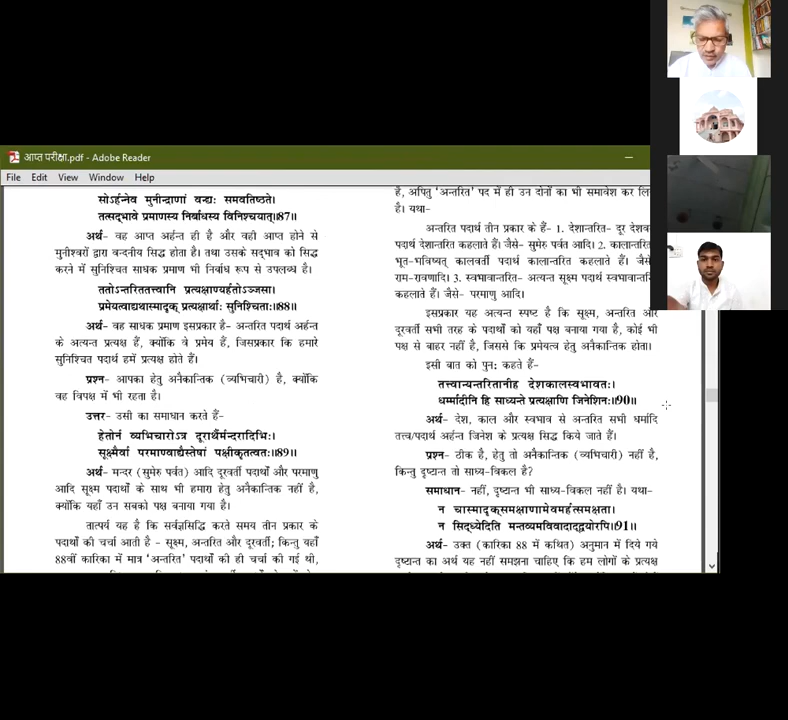 आप्त परीक्षा.pdf - Adobe Reader
File Edit View Window Help
सोऽर्हन्नेव मुनीन्द्राणां वन्द्यः समवतिष्ठते।
तत्सद्भावे प्रमाणस्य निर्बाधस्य विनिश्चयात्॥87॥
अर्थ- वह आप्त अर्हन्त ही है और वही आप्त होने से
मुनीश्वरों द्वारा वन्दनीय सिद्ध होता है। तथा उसके सद्भाव को सिद्ध
करने में सुनिश्चित साधक प्रमाण भी निर्बाध रूप से उपलब्ध है।
ततोऽन्तरिततत्त्वानि प्रत्यक्षाण्यर्हतोऽञ्जसा।
प्रमेयत्वाद्यथास्मादृक् प्रत्यक्षार्थाः सुनिश्चिताः॥88॥
अर्थ- वह साधक प्रमाण इसप्रकार है- अन्तरित पदार्थ अर्हन्त
के अत्यन्त प्रत्यक्ष हैं, क्योंकि वे प्रमेय हैं, जिसप्रकार कि हमारे
सुनिश्चित पदार्थ हमें प्रत्यक्ष होते हैं।
प्रश्न- आपका हेतु अनैकान्तिक (व्यभिचारी) है, क्योंकि
वह विपक्ष में भी रहता है।
उत्तर- उसी का समाधान करते हैं-
हेतोर्न व्यभिचारोऽत्र दूरार्थैर्मन्दरादिभिः।
सूक्ष्मैर्वा परमाण्वाद्यैस्तेषां पक्षीकृतत्वतः॥89॥
अर्थ- मन्दर (सुमेरु पर्वत) आदि दूरवर्ती पदार्थों और परमाणु
आदि सूक्ष्म पदार्थों के साथ भी हमारा हेतु अनैकान्तिक नहीं है,
क्योंकि यहाँ उन सबको पक्ष बनाया गया है।
तात्पर्य यह है कि सर्वज्ञसिद्धि करते समय तीन प्रकार के
पदार्थों की चर्चा आती है - सूक्ष्म, अन्तरित और दूरवर्ती; किन्तु यहाँ
88वीं कारिका में मात्र ‘अन्तरित’ पदार्थों की ही चर्चा की गई थी,
है, अपितु ‘अन्तरित’ पद में ही उन दोनों का भी समावेश कर
है। यथा-
अन्तरित पदार्थ तीन प्रकार के हैं- 1. देशान्तरित- दूर
पदार्थ देशान्तरित कहलाते हैं। जैसे- सुमेरु पर्वत आदि। 2. कालान्तरित-
भूत-भविष्यत् कालवर्ती पदार्थ कालान्तरित कहलाते हैं।
राम-रावणादि। 3. स्वभावान्तरित- अत्यन्त सूक्ष्म पदार्थ
कहलाते हैं। जैसे- परमाणु आदि।
इसप्रकार यह अत्यन्त स्पष्ट है कि सूक्ष्म, अन्तरित और
दूरवर्ती सभी तरह के पदार्थों को यहाँ पक्ष बनाया गया है, कोई भी
पक्ष से बाहर नहीं है, जिससे कि प्रमेयत्व हेतु अनैकान्तिक होता।
इसी बात को पुनः कहते हैं-
तत्त्वान्यन्तरितानीह देशकालस्वभावतः।
धर्मादीनि हि साध्यन्ते प्रत्यक्षाणि जिनेशिनः॥90॥
अर्थ- देश, काल और स्वभाव से अन्तरित सभी धर्मादि
तत्त्व/पदार्थ अर्हन्त जिनेश के प्रत्यक्ष सिद्ध किये जाते हैं।
प्रश्न- ठीक है, हेतु तो अनैकान्तिक (व्यभिचारी) नहीं है,
किन्तु दृष्टान्त तो साध्य-विकल है?
समाधान- नहीं, दृष्टान्त भी साध्य-विकल नहीं है। यथा-
न चास्मादृक्समक्षाणामेवमर्हत्समक्षता।
न सिद्ध्येदिति मन्तव्यमविवादाद्द्वयोरपि॥91॥
अर्थ- उक्त (कारिका 88 में कथित) अनुमान में दिये गये
दृष्टान्त का अर्थ यह नहीं समझना चाहिए कि हम लोगों के प्रत्यक्ष